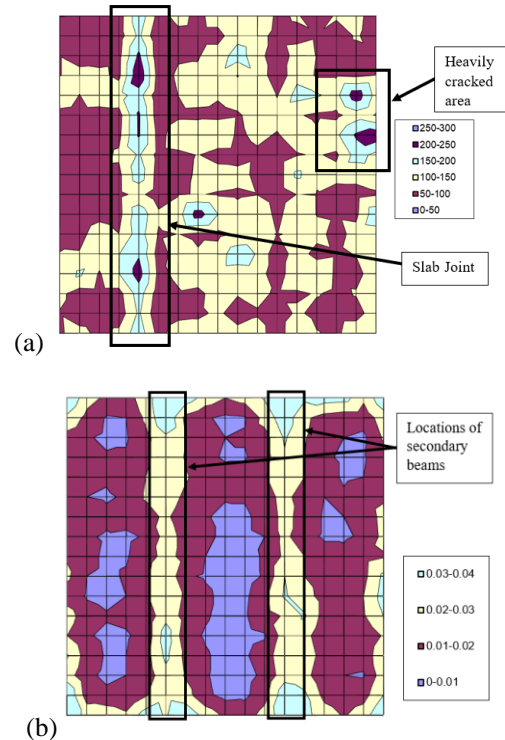 Heavily
cracked
area
250-300
200-250
150-200
100-150
50-100
0-50
Slab Joint
(a)
Locations of
secondary
beams
0.03-0.04
0.02-0.03
0.01-0.02
0-0.01
(b)